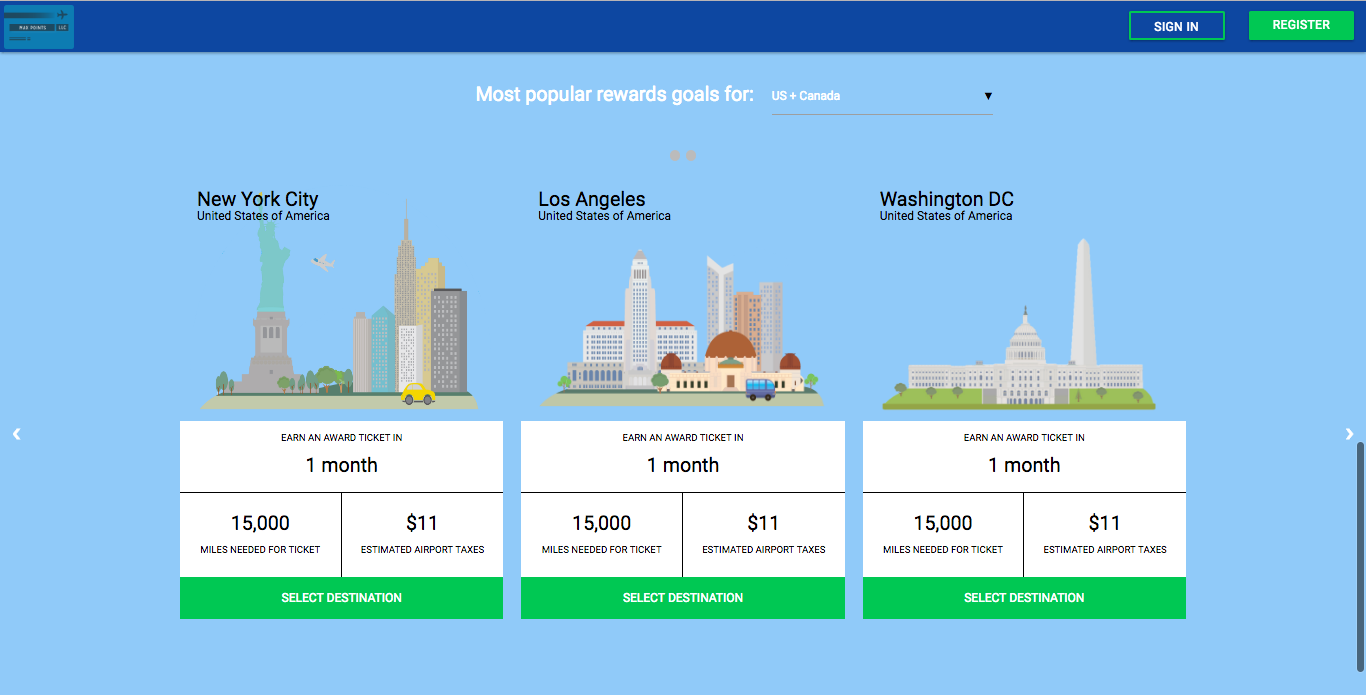 MAX POINTS
SIGN IN
REGISTER
Most popular rewards goals for:
US + Canada
New York City
United States of America
Los Angeles
United States of America
Washington DC
United States of America
EARN AN AWARD TICKET IN
1 month
15,000
MILES NEEDED FOR TICKET
$11
ESTIMATED AIRPORT TAXES
SELECT DESTINATION
EARN AN AWARD TICKET IN
1 month
15,000
MILES NEEDED FOR TICKET
$11
ESTIMATED AIRPORT TAXES
SELECT DESTINATION
EARN AN AWARD TICKET IN
1 month
15,000
MILES NEEDED FOR TICKET
$11
ESTIMATED AIRPORT TAXES
SELECT DESTINATION